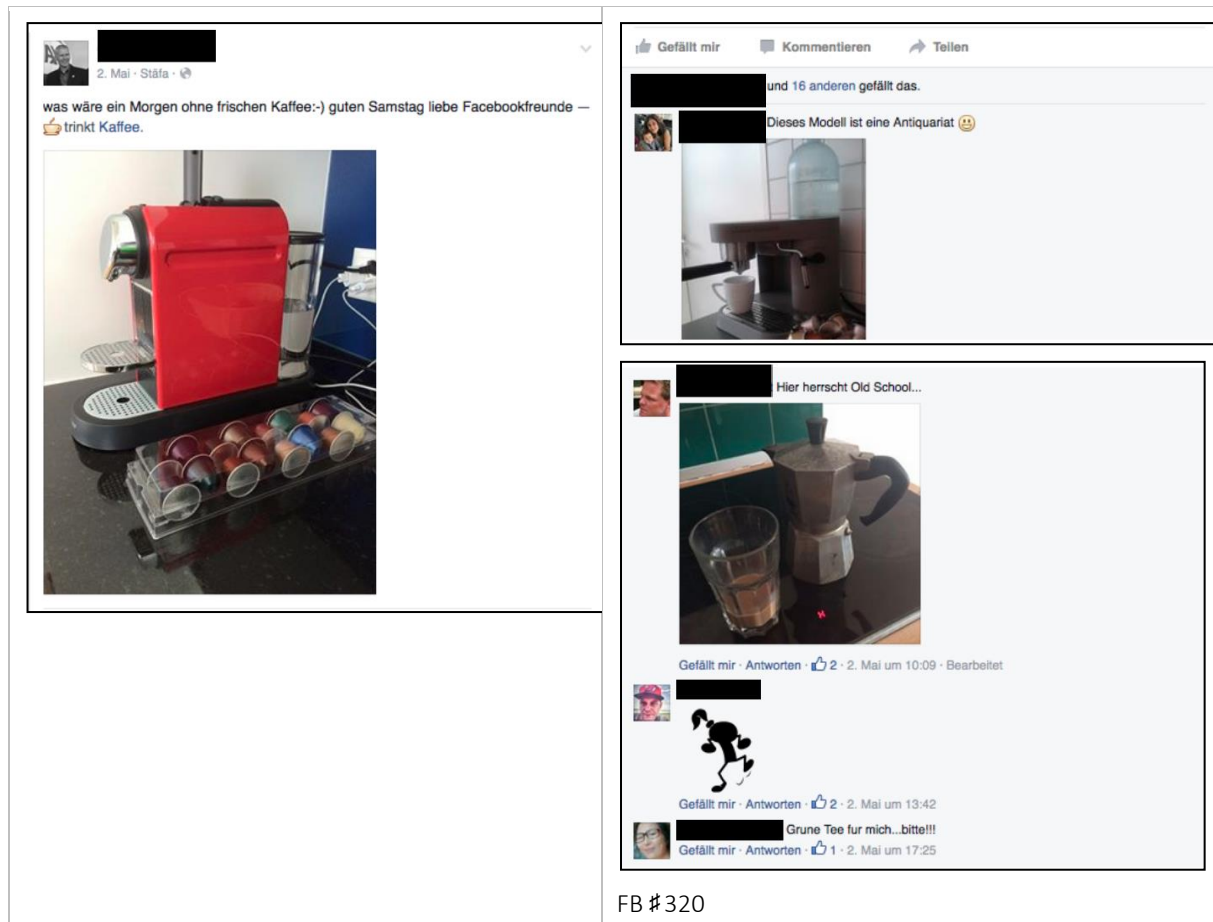 2. Mai · Stäfa ·
was wäre ein Morgen ohne frischen Kaffee:-) guten Samstag liebe Facebookfreunde —
trinkt Kaffee.
Gefällt mir Kommentieren Teilen
und 16 anderen gefällt das.
Dieses Modell ist eine Antiquariat
Hier herrscht Old School...
Gefällt mir · Antworten · 2 · 2. Mai um 10:09 · Bearbeitet
Gefällt mir · Antworten · 2 · 2. Mai um 13:42
Grune Tee fur mich...bitte!!!
Gefällt mir · Antworten · 1 · 2. Mai um 17:25
FB ♯320